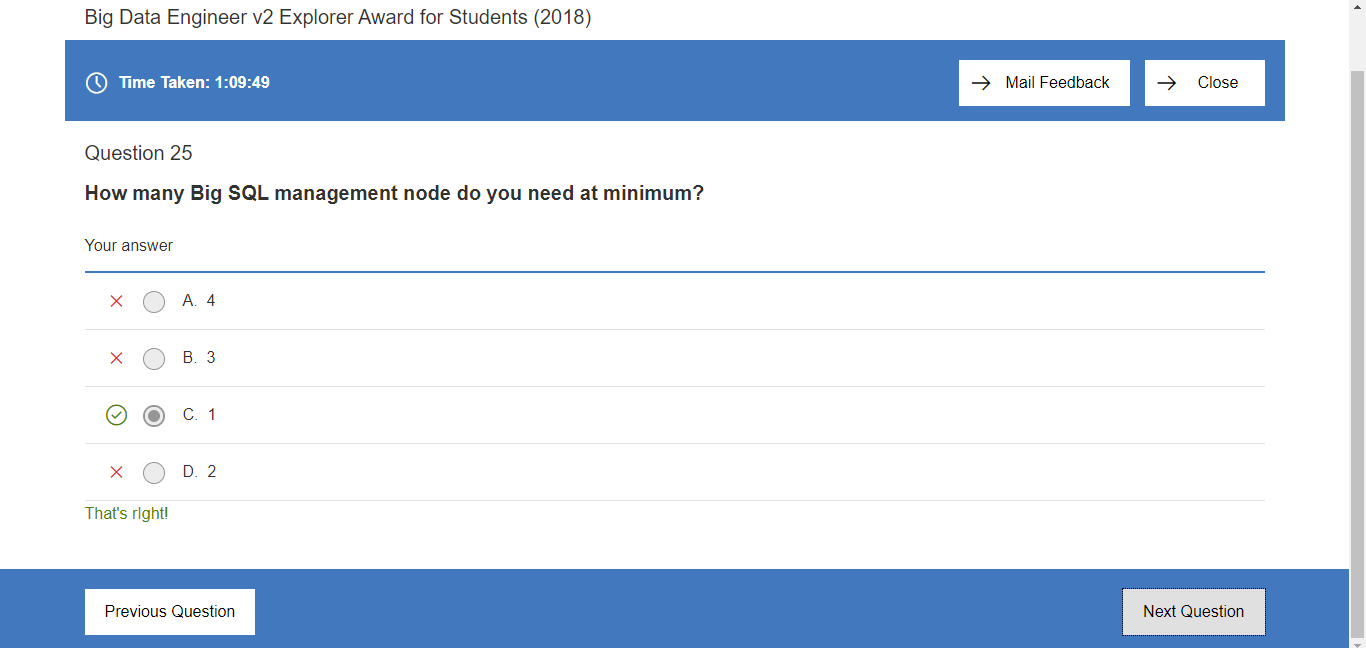 Big Data Engineer v2 Explorer Award for Students (2018)
Time Taken: 1:09:49
Mail Feedback
Close
Question 25
How many Big SQL management node do you need at minimum?
Your answer
A. 4
B. 3
C. 1
D. 2
That's right!
Previous Question
Next Question